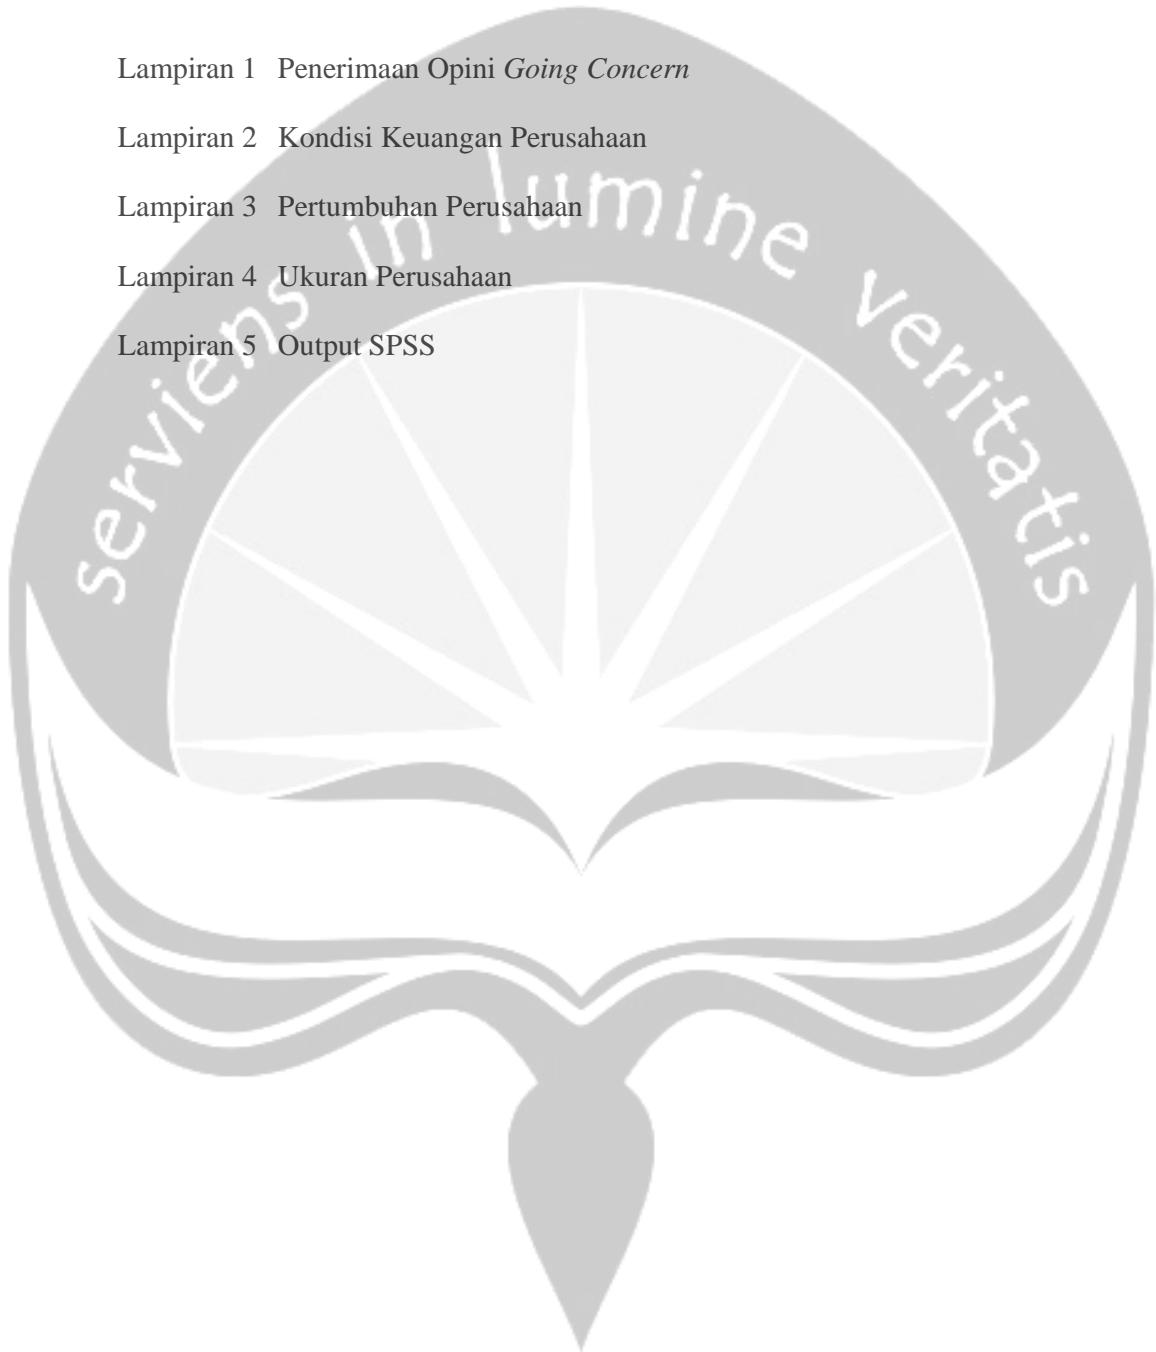 Lampiran 1 Penerimaan Opini Going Concern
Lampiran 2 Kondisi Keuangan Perusahaan
Lampiran 3 Pertumbuhan Perusahaan
Lampiran 4 Ukuran Perusahaan
Lampiran 5 Output SPSS
serviens in lumine veritatis